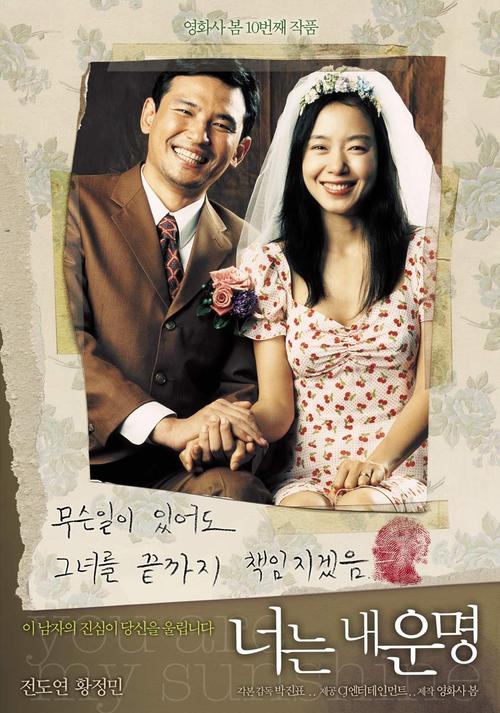 영화사 봄 10번째 작품
무슨일이 있어도
그녀를 끝까지 책임지겠음
이 남자의 진심이 당신을 울립니다
you are
my sunshine
너는 내 운명
전도연 황정민
각본감독 박진표 .. 제공 CJ엔터테인먼트 .. 제작 영화사 봄